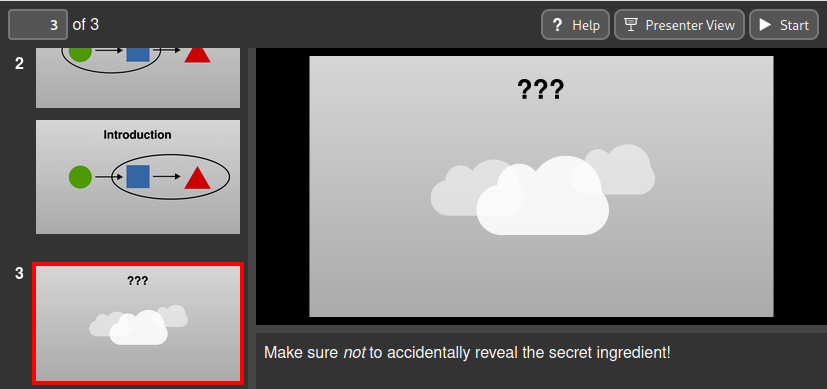 3 of 3 ? Help Presenter View Start
2
Introduction
3
???
???
Make sure not to accidentally reveal the secret ingredient!